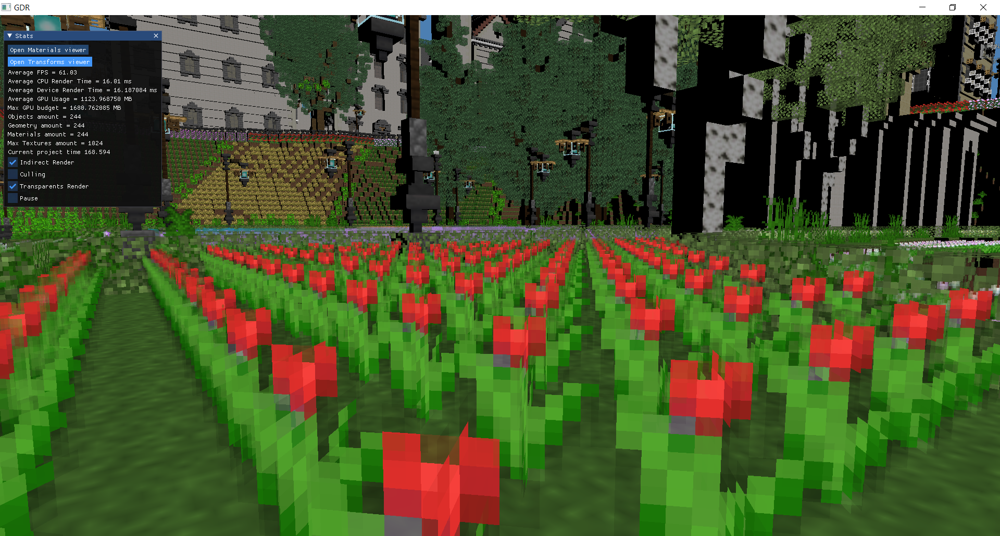 GDR
Stats
Open Materials viewer
Open Transforms viewer
Average FPS = 61.03
Average CPU Render Time = 16.01 ms
Average Device Render Time = 16.187084 ms
Average GPU Usage = 1123.968750 MB
Max GPU budget = 1680.762085 MB
Objects amount = 244
Geometry amount = 244
Materials amount = 244
Max Textures amount = 1024
Current project time 168.594
Indirect Render
Culling
Transparents Render
Pause